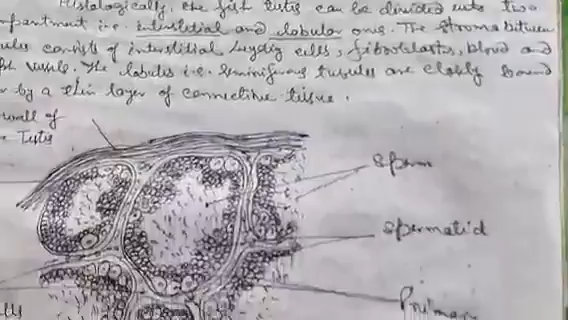 Histologically, the fish testis can be divided into two
partment i.e. interstitial and lobular ones. The stroma between
ules consists of interstitial Leydig cells, fibroblasts, blood and
vessels. The lobules i.e. Seminiferous tubules are closely bound
by a thin layer of connective tissue.
wall of
Testis
Sperm
Spermatid
Primary